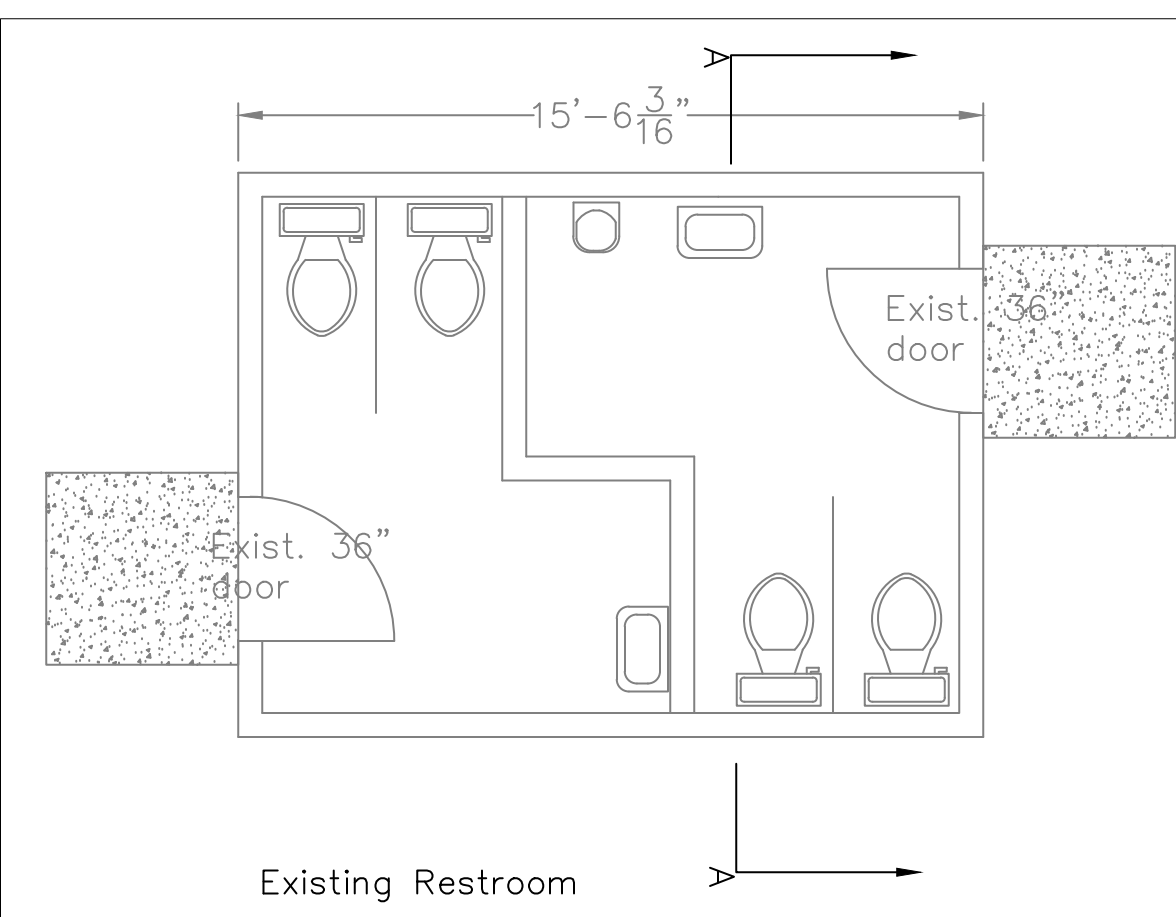 A
15’-6 3/16”
Exist. 36”
door
Exist. 36”
door
A
Existing Restroom